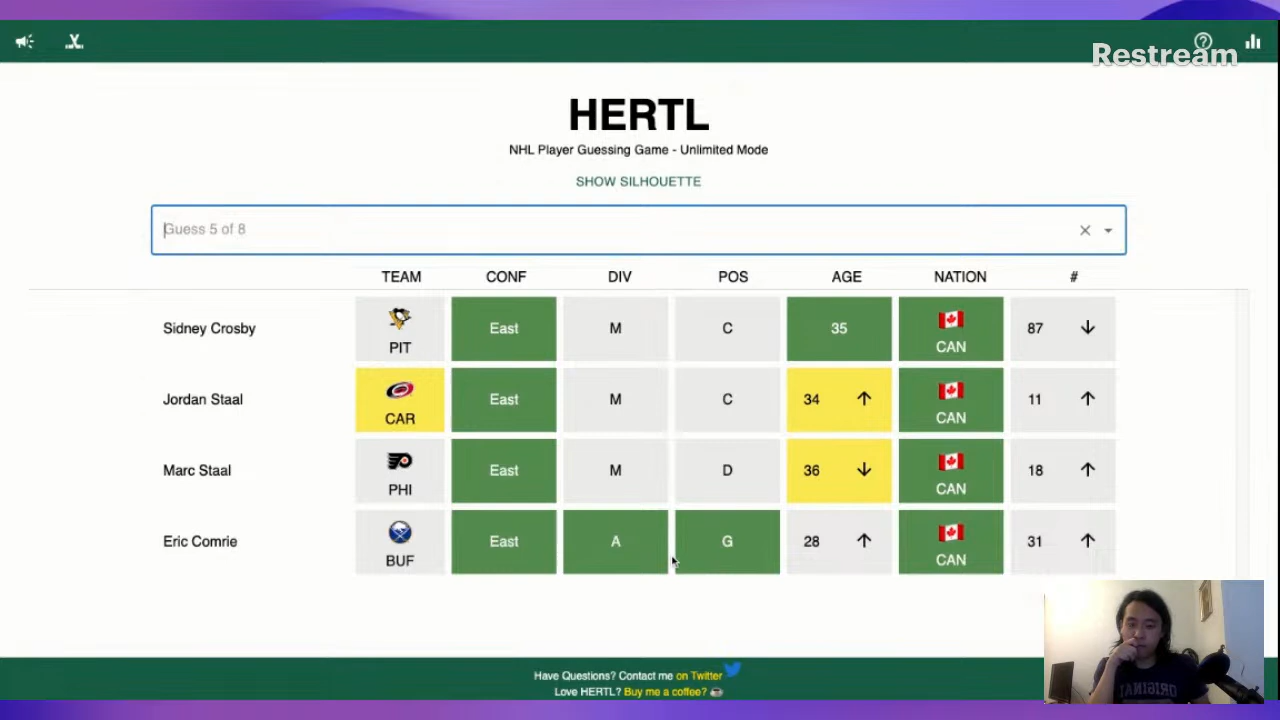 Restream
HERTL
NHL Player Guessing Game - Unlimited Mode
SHOW SILHOUETTE
Guess 5 of 8
TEAM CONF DIV POS AGE NATION #
Sidney Crosby PIT East M C 35 CAN 87 ↓
Jordan Staal CAR East M C 34 ↑ CAN 11 ↑
Marc Staal PHI East M D 36 ↓ CAN 18 ↑
Eric Comrie BUF East A G 28 ↑ CAN 31 ↑
Have Questions? Contact me on Twitter
Love HERTL? Buy me a coffee?
ORIGINAL